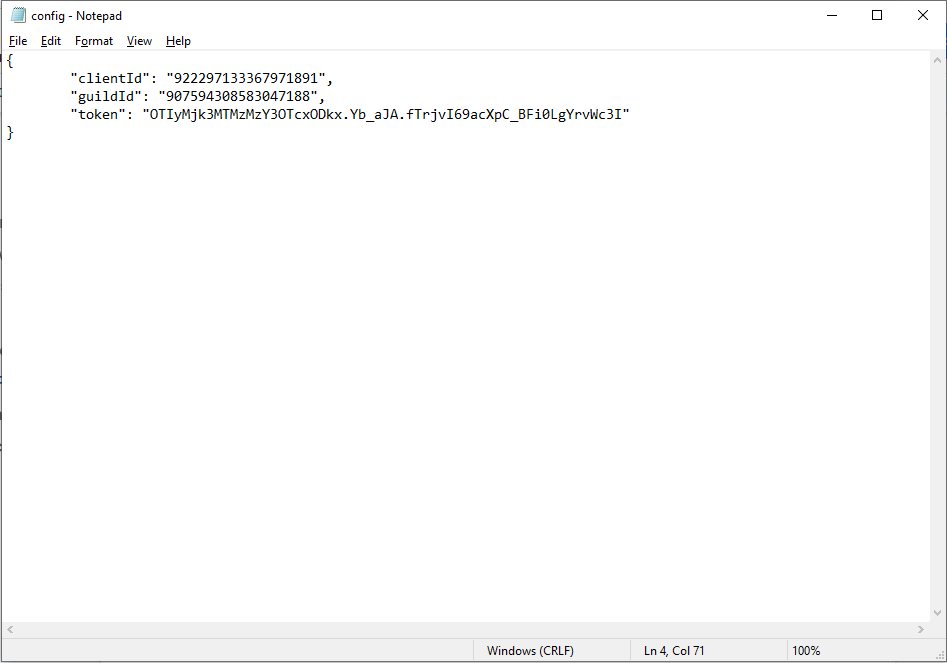 config - Notepad
File Edit Format View Help
{
"clientId": "922297133367971891",
"guildId": "907594308583047188",
"token": "OTIyMjk3MTMzMzY3OTcxODkx.Yb_aJA.fTrjvI69acXpC_BFi0LgYrvWc3I"
}
Windows (CRLF) Ln 4, Col 71 100%